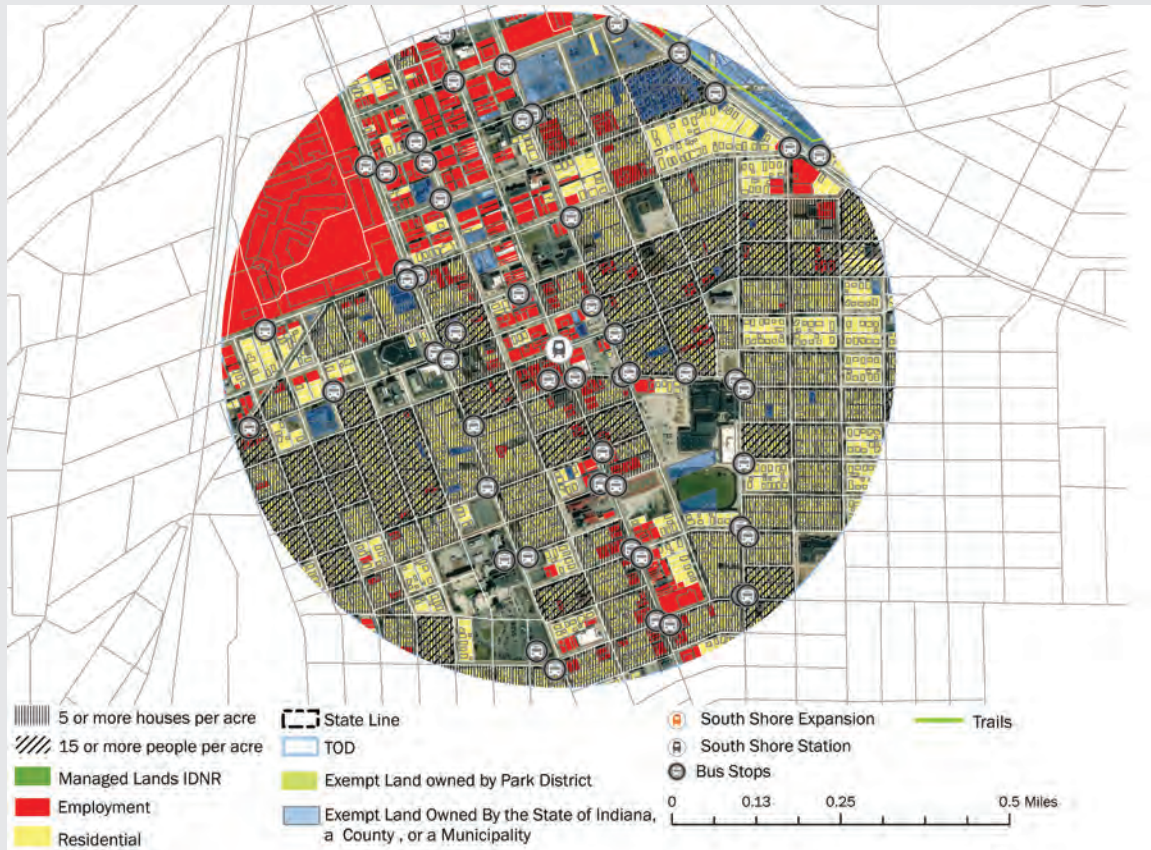 5 or more houses per acre
15 or more people per acre
Managed Lands IDNR
Employment
Residential
State Line
TOD
Exempt Land owned by Park District
Exempt Land Owned By the State of Indiana,
a County , or a Municipality
South Shore Expansion
South Shore Station
Bus Stops
Trails
0 0.13 0.25 0.5 Miles